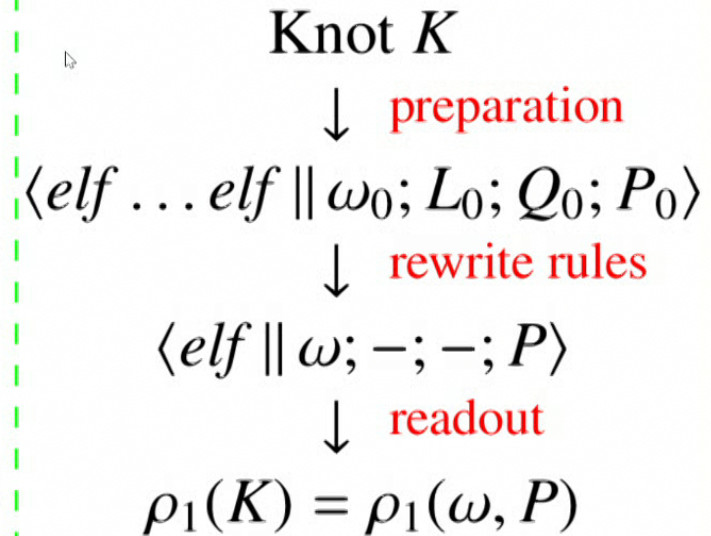 Knot K
↓ preparation
⟨elf … elf || ω₀; L₀; Q₀; P₀⟩
↓ rewrite rules
⟨elf || ω; −; −; P⟩
↓ readout
ρ₁(K) = ρ₁(ω, P)